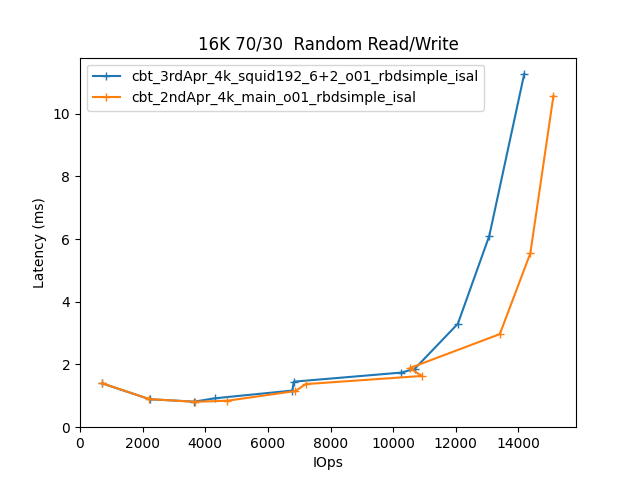 16K 70/30  Random Read/Write
cbt_3rdApr_4k_squid192_6+2_o01_rbdsimple_isal
cbt_2ndApr_4k_main_o01_rbdsimple_isal
Latency (ms)
10
8
6
4
2
0
0 2000 4000 6000 8000 10000 12000 14000
IOps